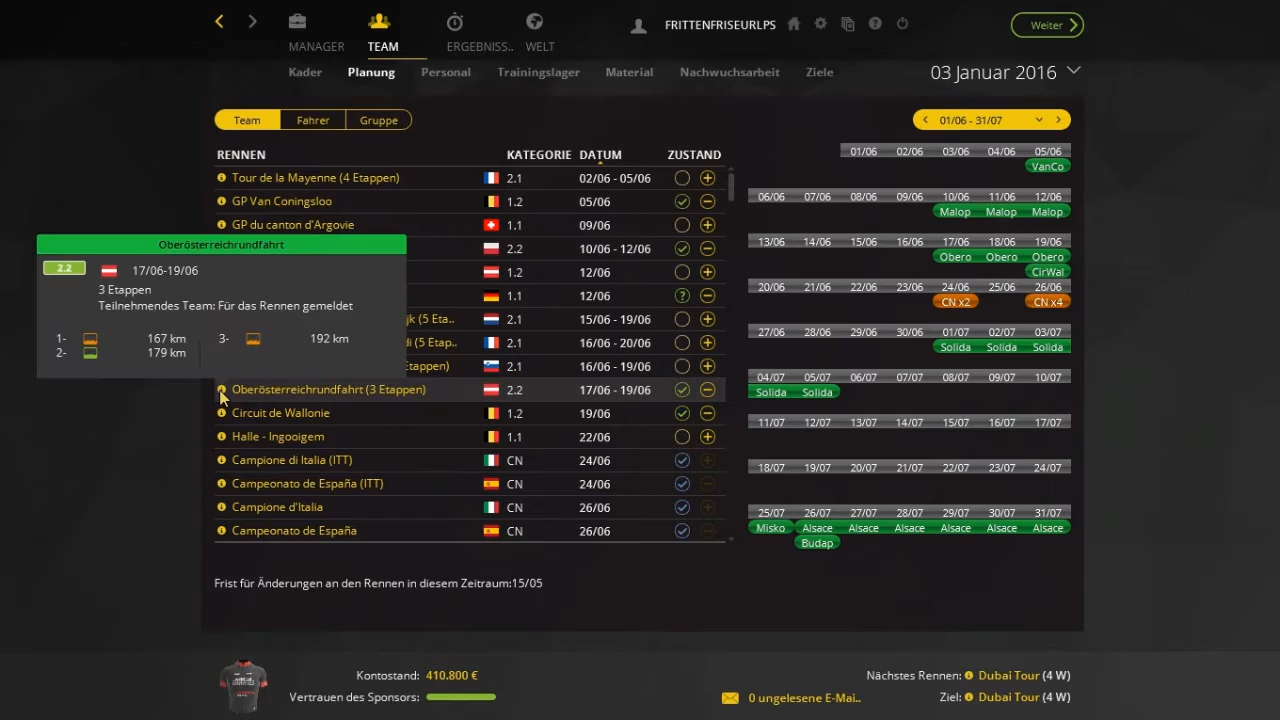 MANAGER TEAM ERGEBNISS.. WELT FRITTENFRISEURLPS Weiter
Kader Planung Personal Trainingslager Material Nachwuchsarbeit Ziele 03 Januar 2016
Team Fahrer Gruppe 01/06 - 31/07
RENNEN KATEGORIE DATUM ZUSTAND
Tour de la Mayenne (4 Etappen) 2.1 02/06 - 05/06
GP Van Coningsloo 1.2 05/06
GP du canton d'Argovie 1.1 09/06
2.2 10/06 - 12/06
1.2 12/06
1.1 12/06
jk (5 Eta.. 2.1 15/06 - 19/06
di (5 Etap.. 2.1 16/06 - 20/06
Etappen) 2.1 16/06 - 19/06
Oberösterreichrundfahrt (3 Etappen) 2.2 17/06 - 19/06
Circuit de Wallonie 1.2 19/06
Halle - Ingooigem 1.1 22/06
Campione di Italia (ITT) CN 24/06
Campeonato de España (ITT) CN 24/06
Campione d'Italia CN 26/06
Campeonato de España CN 26/06
Oberösterreichrundfahrt
2.2 17/06-19/06
3 Etappen
Teilnehmendes Team: Für das Rennen gemeldet
1- 167 km 3- 192 km
2- 179 km
01/06 02/06 03/06 04/06 05/06
VanCo
06/06 07/06 08/06 09/06 10/06 11/06 12/06
Malop Malop Malop
13/06 14/06 15/06 16/06 17/06 18/06 19/06
Obero Obero Obero
CirWal
20/06 21/06 22/06 23/06 24/06 25/06 26/06
CN x2 CN x4
27/06 28/06 29/06 30/06 01/07 02/07 03/07
Solida Solida Solida
04/07 05/07 06/07 07/07 08/07 09/07 10/07
Solida Solida
11/07 12/07 13/07 14/07 15/07 16/07 17/07
18/07 19/07 20/07 21/07 22/07 23/07 24/07
25/07 26/07 27/07 28/07 29/07 30/07 31/07
Misko Alsace Alsace Alsace Alsace Alsace Alsace
Budap
Frist für Änderungen an den Rennen in diesem Zeitraum:15/05
Kontostand: 410.800 €
Vertrauen des Sponsors:
0 ungelesene E-Mai..
Nächstes Rennen: Dubai Tour (4 W)
Ziel: Dubai Tour (4 W)